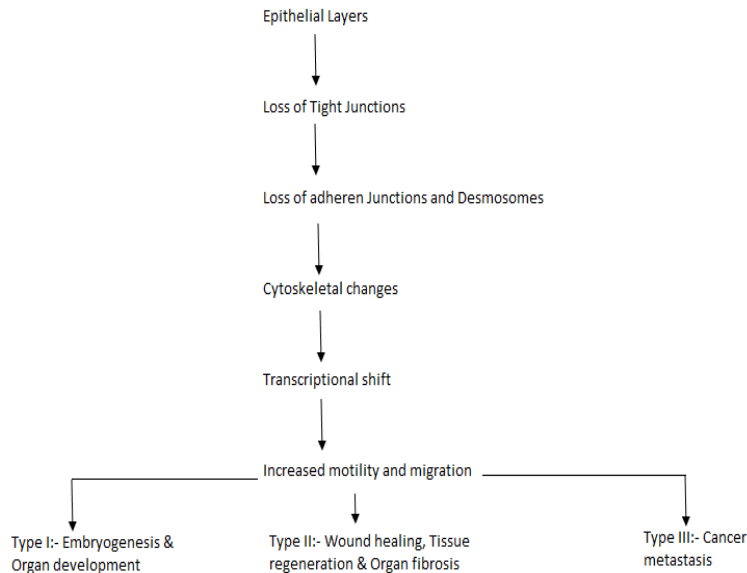 Epithelial Layers
Loss of Tight Junctions
Loss of adheren Junctions and Desmosomes
Cytoskeletal changes
Transcriptional shift
Increased motility and migration
Type I:- Embryogenesis &
Organ development
Type II:- Wound healing, Tissue
regeneration & Organ fibrosis
Type III:- Cancer
metastasis